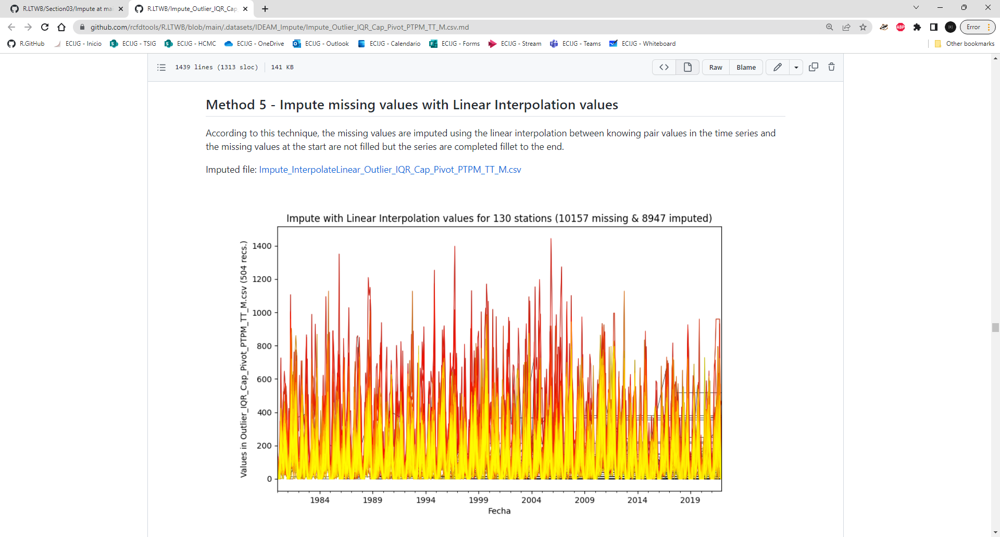 R.LTWB/Section03/Impute at mai
R.LTWB/Impute_Outlier_IQR_Cap_
github.com/rcfdtools/R.LTWB/blob/main/.datasets/IDEAM_Impute/Impute_Outlier_IQR_Cap_Pivot_PTPM_TT_M.csv.md
ABP
Error
R.GitHub
ECIJG - Inicio
ECIJG - TSIG
ECIJG - HCMC
ECIJG - OneDrive
ECIJG - Outlook
ECIJG - Calendario
ECIJG - Forms
ECIJG - Stream
ECIJG - Teams
ECIJG - Whiteboard
Other bookmarks
1439 lines (1313 sloc)
141 KB
Raw
Blame
Method 5 - Impute missing values with Linear Interpolation values
According to this technique, the missing values are imputed using the linear interpolation between knowing pair values in the time series and
the missing values at the start are not filled but the series are completed fillet to the end.
Imputed file: Impute_InterpolateLinear_Outlier_IQR_Cap_Pivot_PTPM_TT_M.csv
Impute with Linear Interpolation values for 130 stations (10157 missing & 8947 imputed)
Values in Outlier_IQR_Cap_Pivot_PTPM_TT_M.csv (504 recs.)
1400
1200
1000
800
600
400
200
0
1984
1989
1994
1999
2004
2009
2014
2019
Fecha